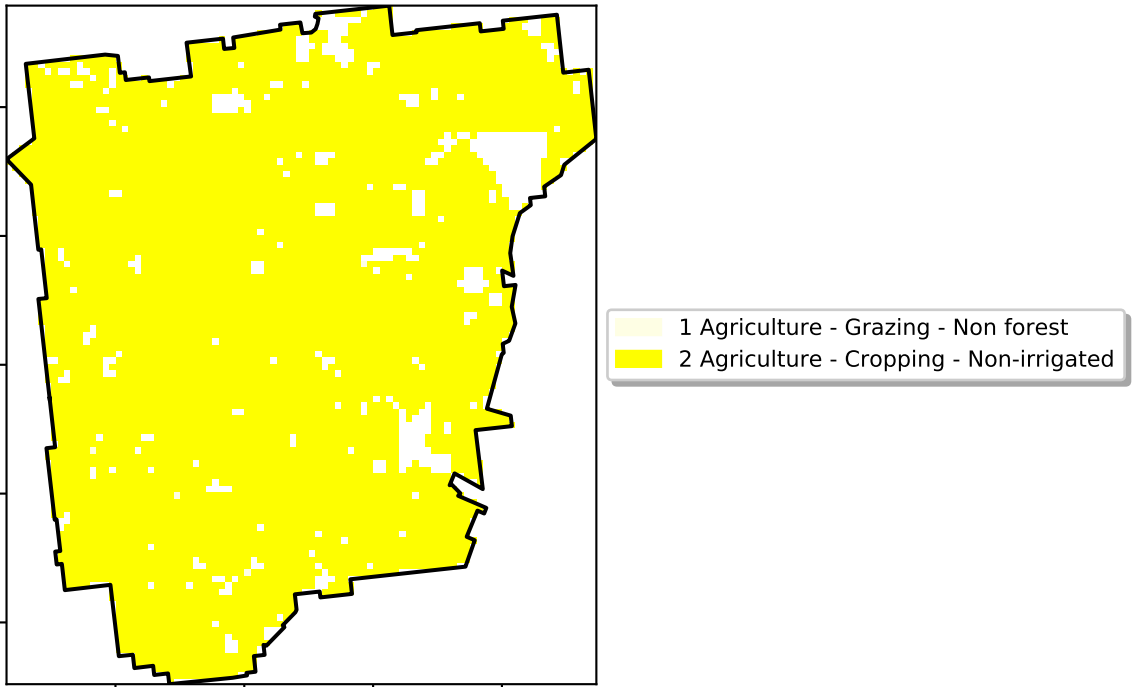 1 Agriculture - Grazing - Non forest
2 Agriculture - Cropping - Non-irrigated